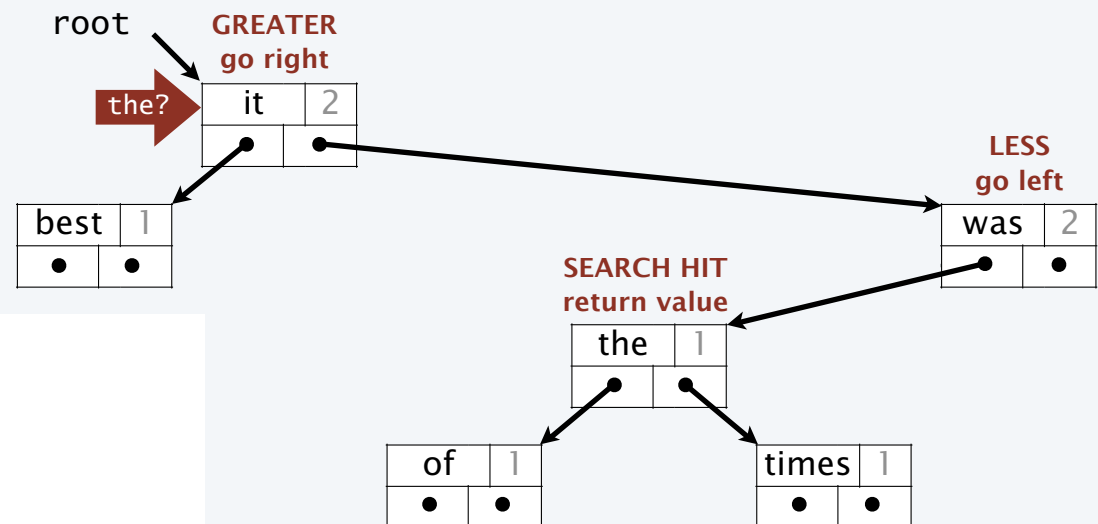 root
GREATER
go right
the?
it 2
LESS
go left
best 1
was 2
SEARCH HIT
return value
the 1
of 1
times 1